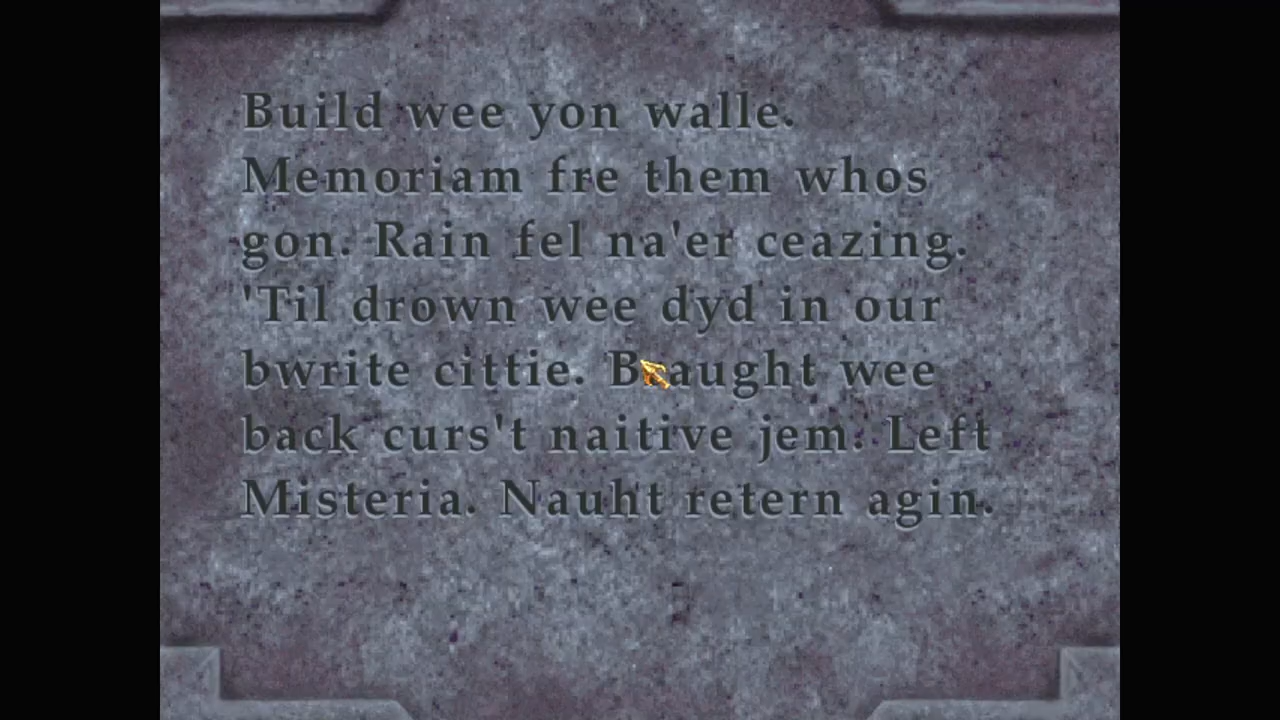 Build wee yon walle.
Memoriam fre them whos
gon. Rain fel na'er ceazing.
'Til drown wee dyd in our
bwrite cittie. Braught wee
back curs't naitive jem. Left
Misteria. Nauht retern agin.